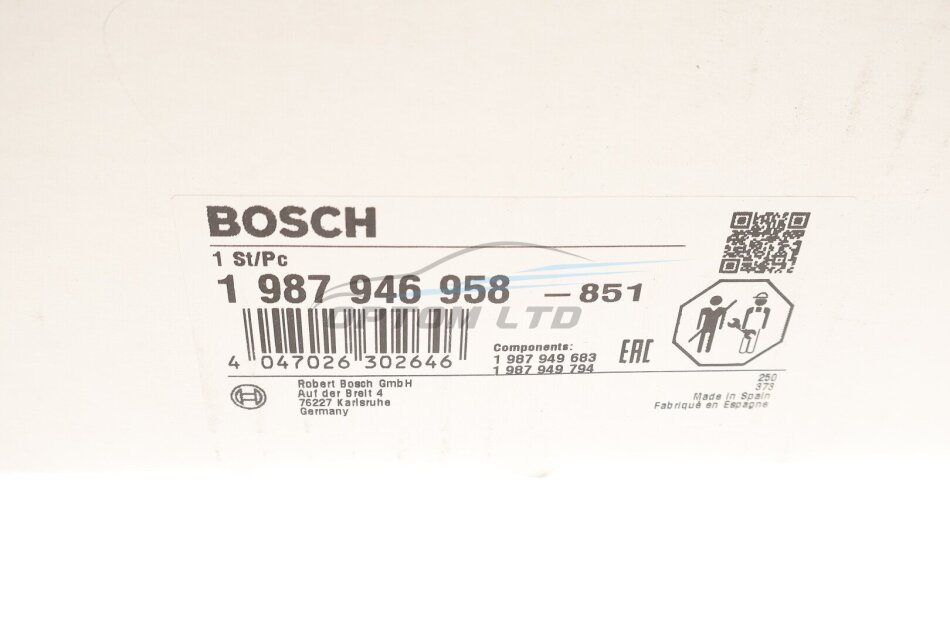 BOSCH
1 St/Pc
1 987 946 958 – 851
OPTOM LTD
4 047026 302646
Components:
1 987 949 683
1 987 949 794
EAC
Robert Bosch GmbH
Auf der Breit 4
76227 Karlsruhe
Germany
250
373
Made in Spain
Fabriqué en Espagne